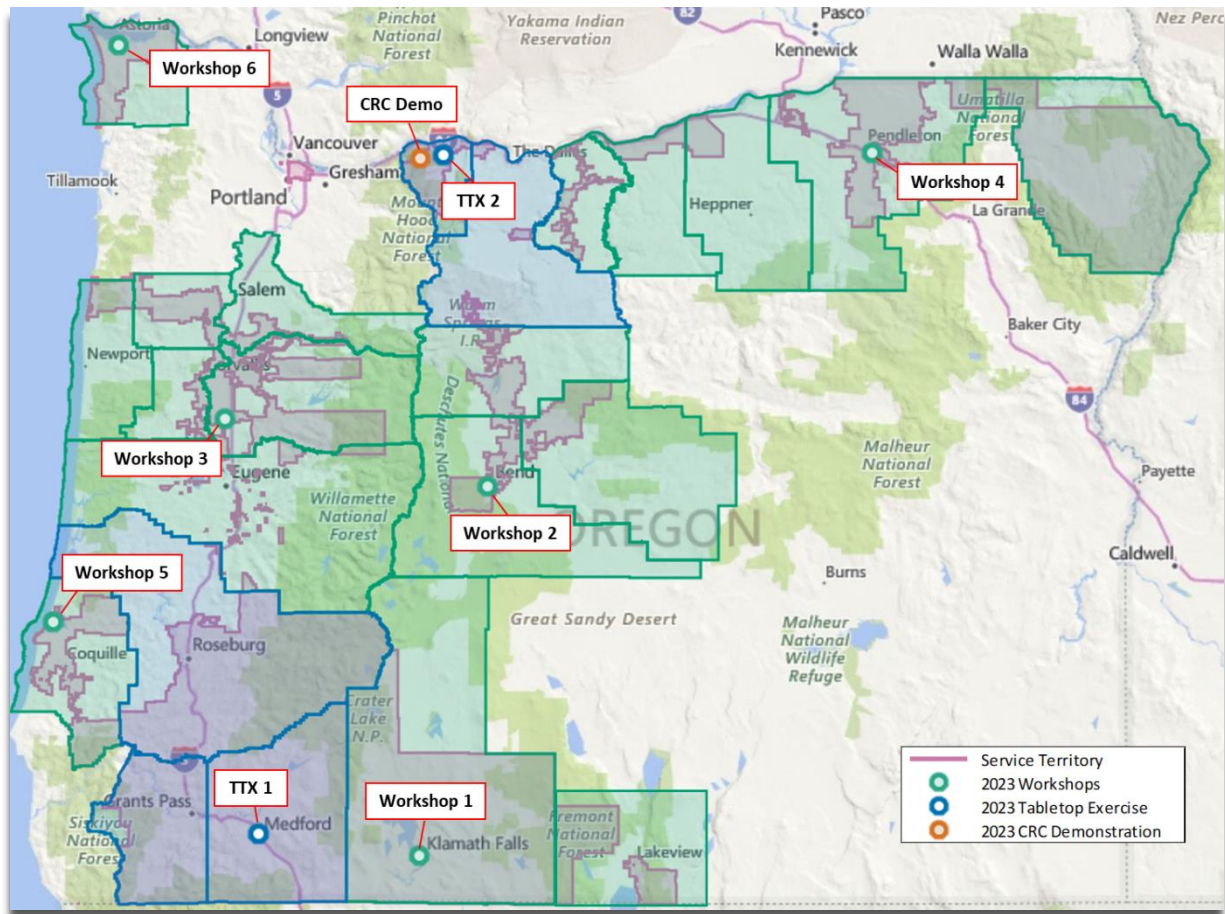 Pinchot
National
Forest
Yakama Indian
Reservation
82
Pasco
Nez Perc
Astoria
Longview
Kennewick
Walla Walla
Workshop 6
5
CRC Demo
Umatilla
National
Forest
Vancouver
The Dalles
Pendleton
Tillamook
Gresham
Portland
TTX 2
Workshop 4
Mount
Hood
National
Forest
Heppner
La Grande
Salem
Warm
Springs
I.R.
Baker City
Newport
Corvallis
Deschutes National
84
Workshop 3
Malheur
National
Forest
Eugene
Payette
Willamette
National
Forest
Bend
Workshop 2
OREGON
Caldwell
Workshop 5
Burns
Great Sandy Desert
Malheur
National
Wildlife
Refuge
Coquille
Roseburg
Crater
Lake
N.P.
Service Territory
2023 Workshops
2023 Tabletop Exercise
2023 CRC Demonstration
TTX 1
Workshop 1
Grants Pass
Medford
Siskiyou
National
Forest
Klamath Falls
Fremont
National
Forest
Lakeview